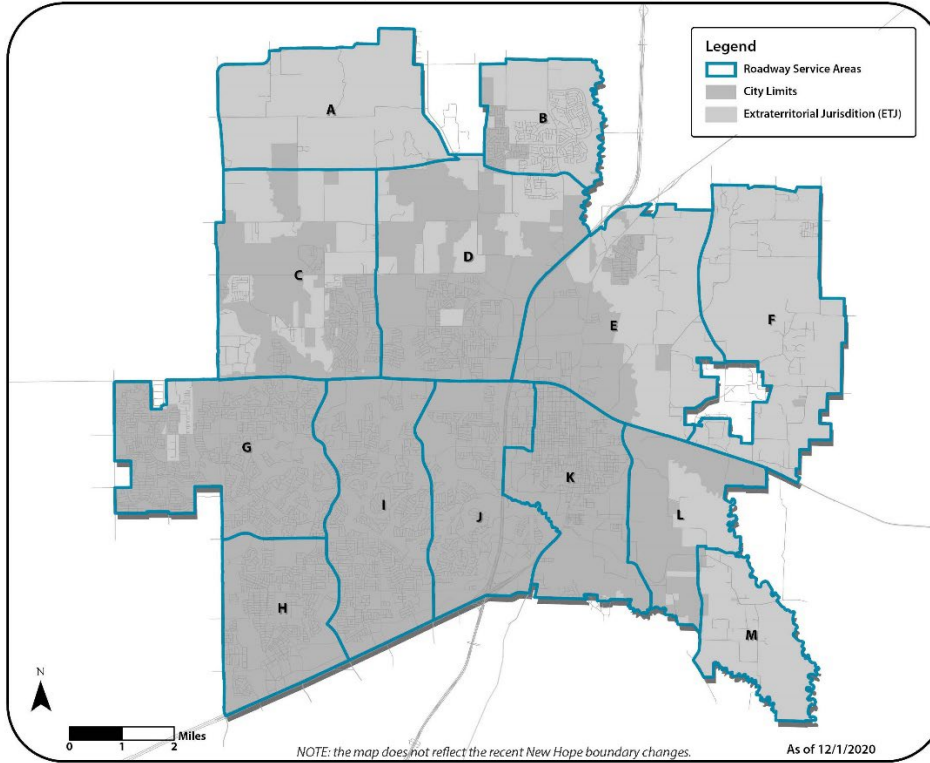 Legend
Roadway Service Areas
City Limits
Extraterritorial Jurisdition (ETJ)
A
B
C
D
E
F
G
H
I
J
K
L
M
N
0 1 2 Miles
NOTE: the map does not reflect the recent New Hope boundary changes.
As of 12/1/2020